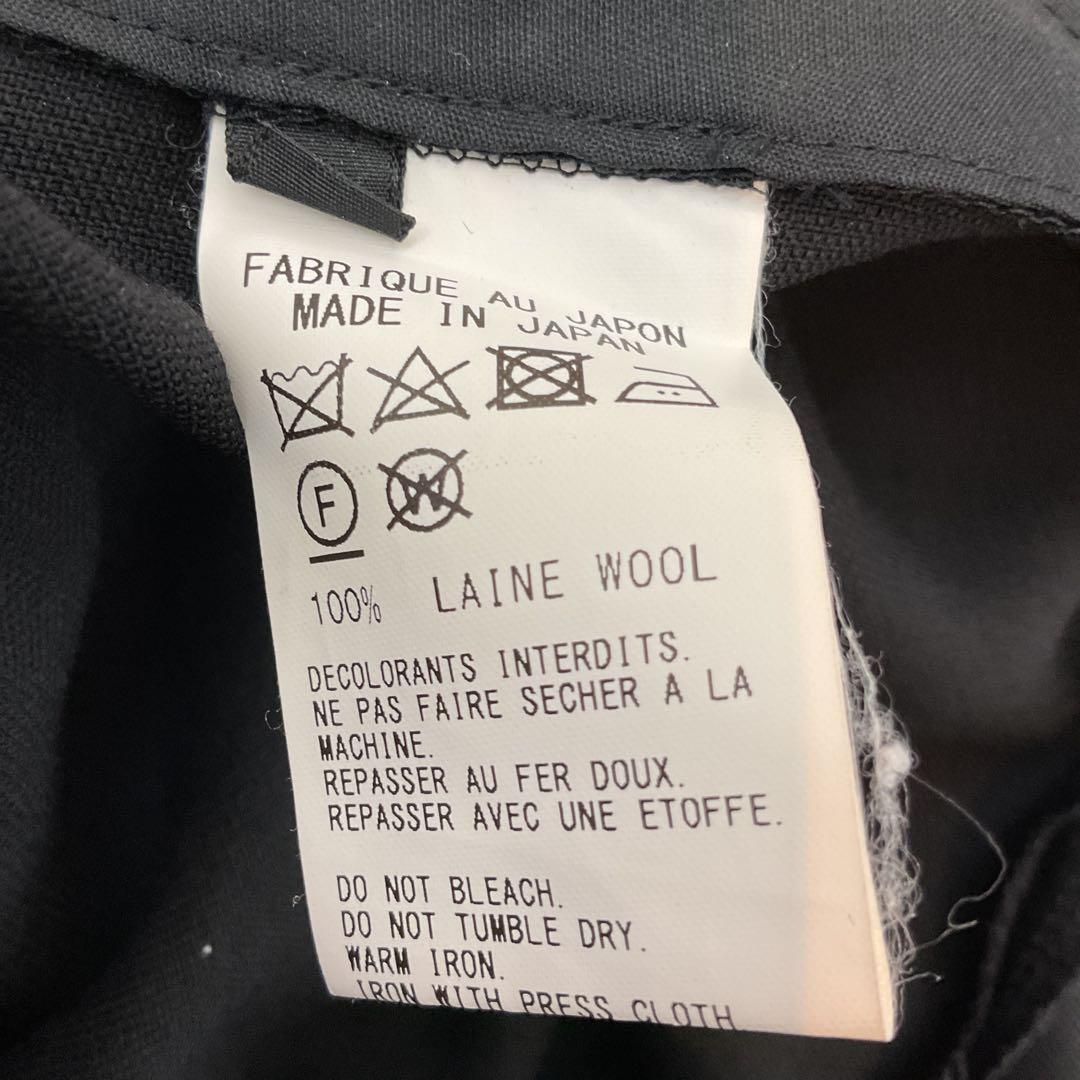 FABRIQUE AU JAPON
MADE IN JAPAN
F W
100% LAINE WOOL
DECOLORANTS INTERDITS.
NE PAS FAIRE SECHER A LA
MACHINE.
REPASSER AU FER DOUX.
REPASSER AVEC UNE ETOFFE.
DO NOT BLEACH.
DO NOT TUMBLE DRY.
WARM IRON.
IRON WITH PRESS CLOTH